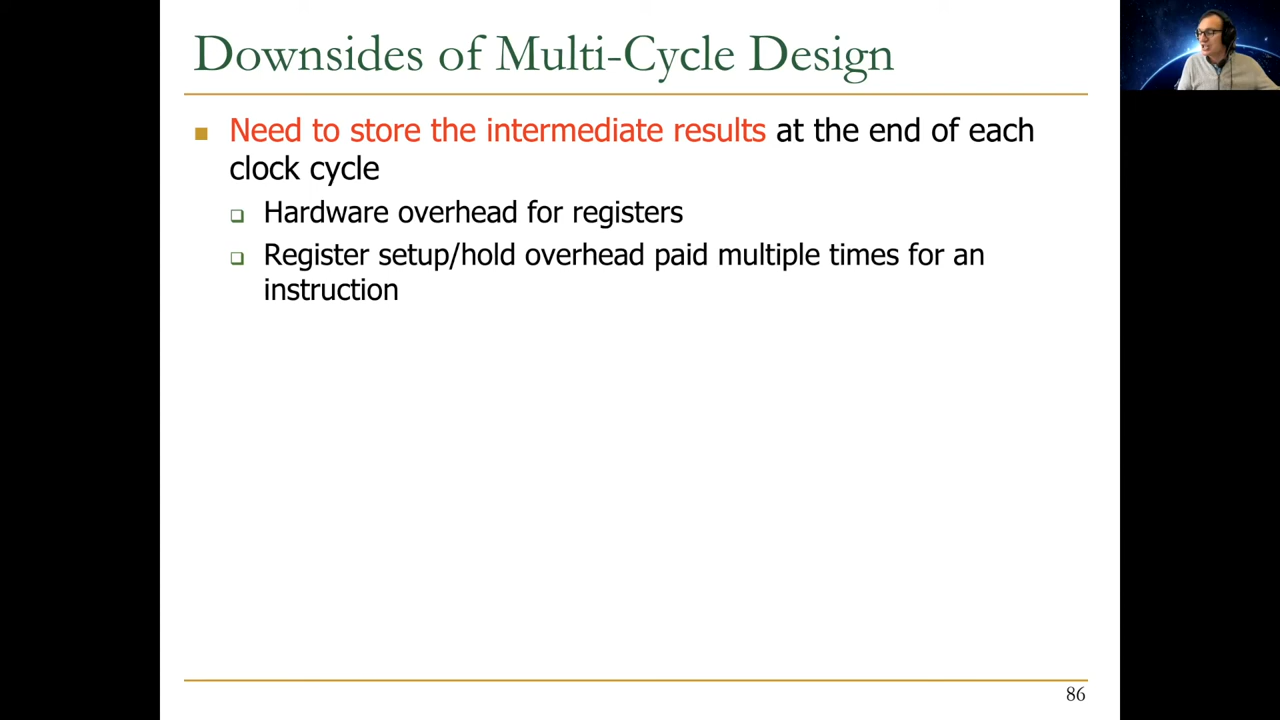 Downsides of Multi-Cycle Design
Need to store the intermediate results at the end of each
clock cycle
Hardware overhead for registers
Register setup/hold overhead paid multiple times for an
instruction
86